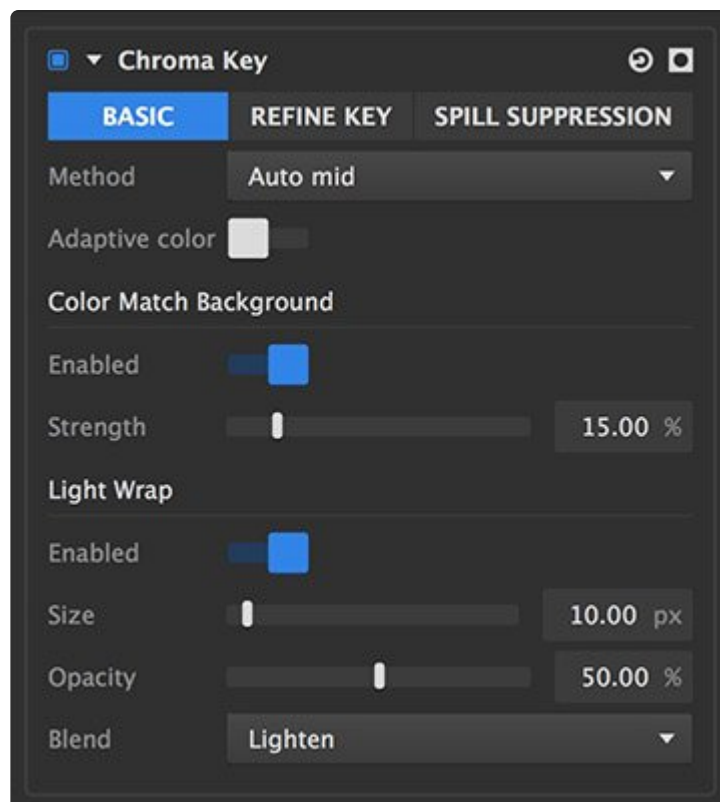 Chroma Key
BASIC REFINE KEY SPILL SUPPRESSION
Method Auto mid
Adaptive color
Color Match Background
Enabled
Strength 15.00 %
Light Wrap
Enabled
Size 10.00 px
Opacity 50.00 %
Blend Lighten